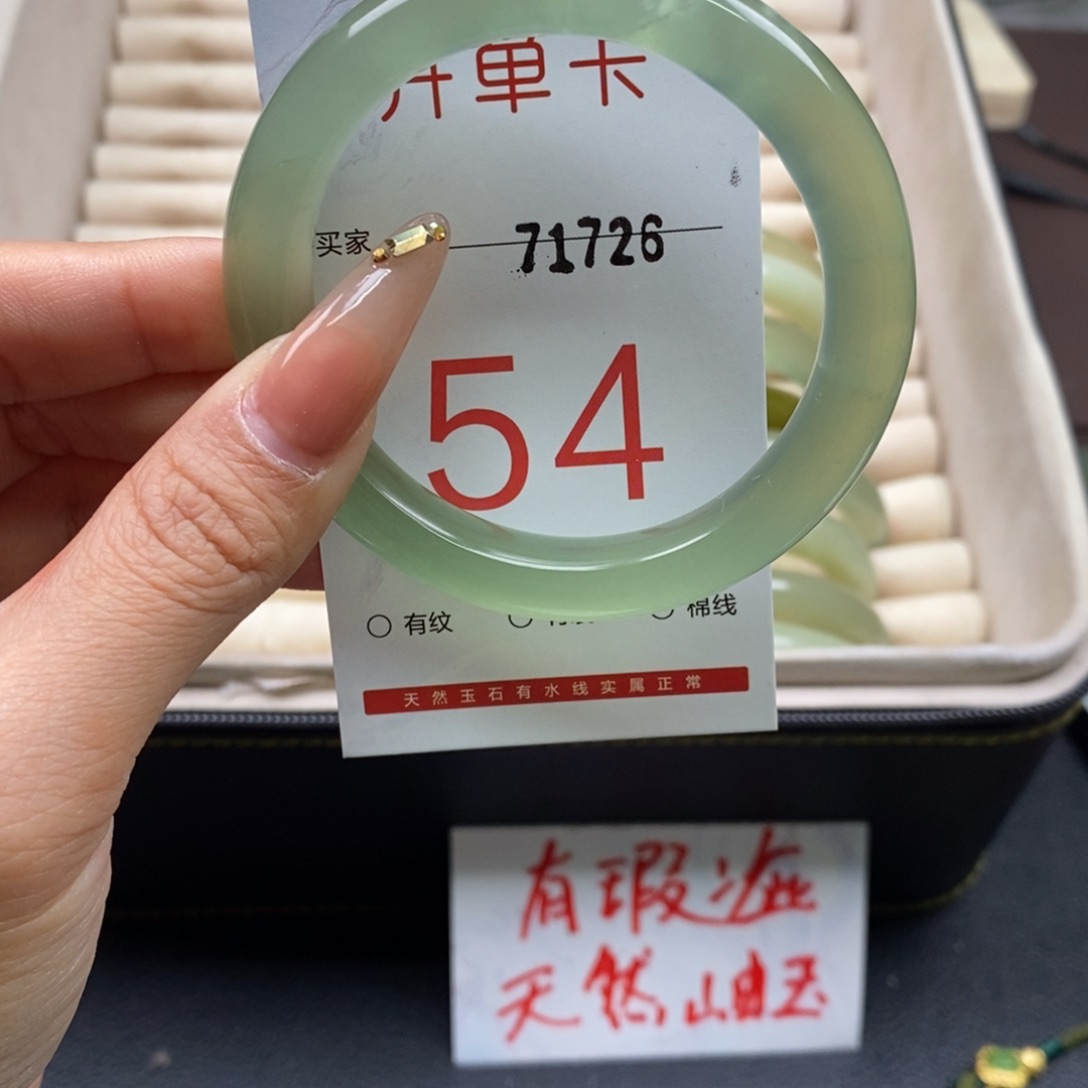 开单卡
买家 71726
54
○ 有纹 ○ ○ 棉线
天然玉石有水线实属正常
有瑕疵
天然岫玉